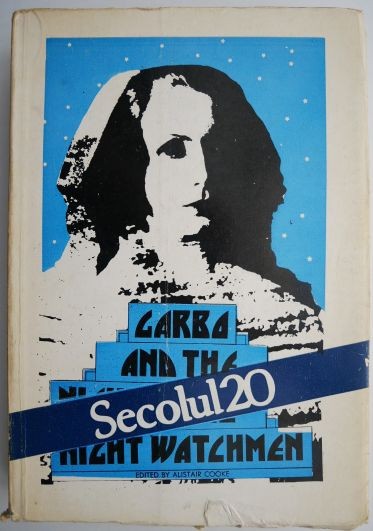 GARBO
AND THE
Secolul 20
NIGHT WATCHMEN
EDITED BY ALISTAIR COOKE